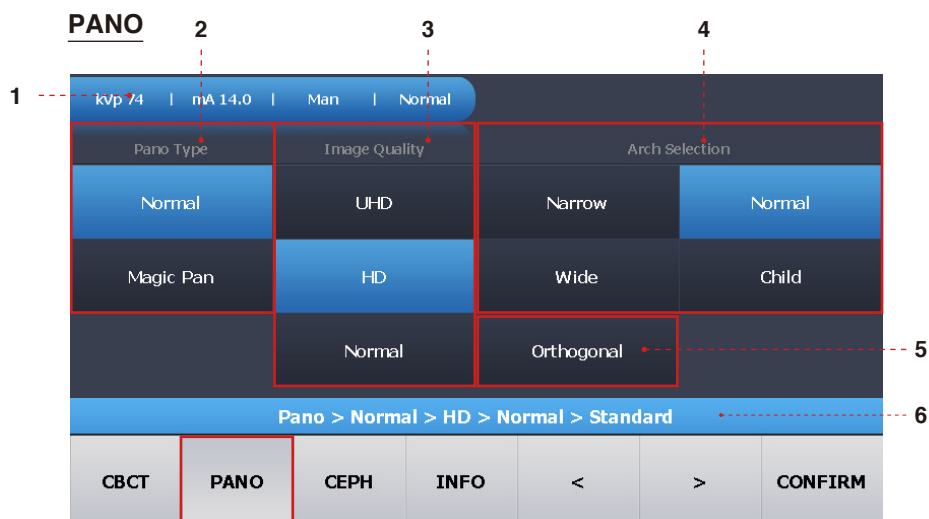 PANO
2 3 4
1
kVp 74 | mA 14.0 | Man | Normal
Pano Type Image Quality Arch Selection
Normal UHD Narrow Normal
Magic Pan HD Wide Child
Normal Orthogonal
5
Pano > Normal > HD > Normal > Standard
6
CBCT PANO CEPH INFO < > CONFIRM